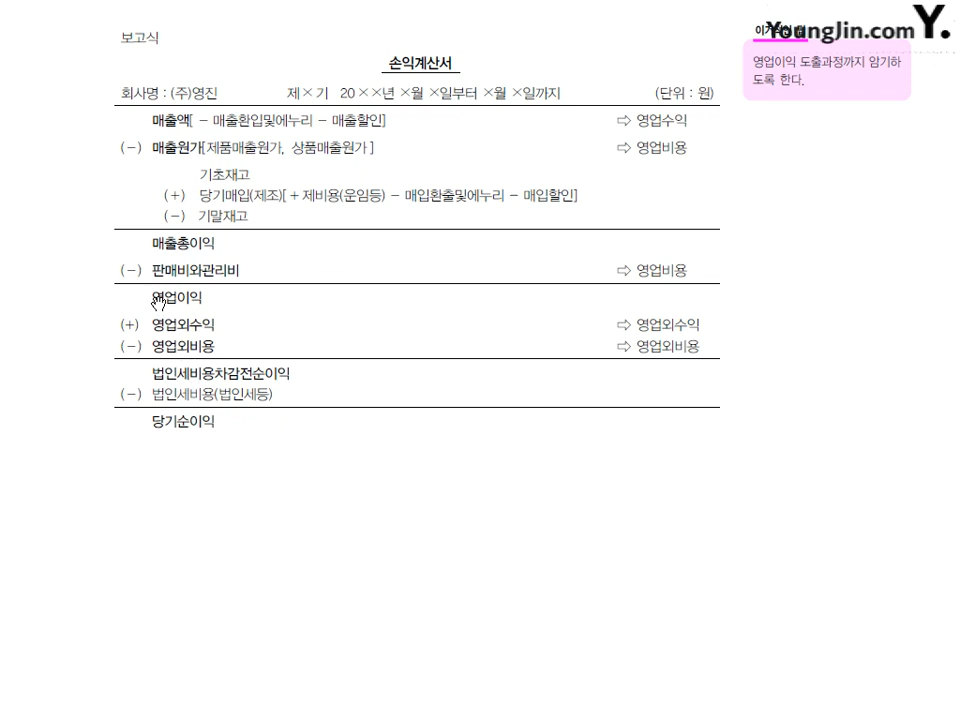 보고식
YoungJin.com Y.
영업이익 도출과정까지 암기하
도록 한다.
손익계산서
회사명 : (주)영진 제×기 20××년 ×월 ×일부터 ×월 ×일까지 (단위 : 원)
매출액[ － 매출환입및에누리 － 매출할인] ⇨ 영업수익
(－) 매출원가[제품매출원가, 상품매출원가 ] ⇨ 영업비용
기초재고
(＋) 당기매입(제조)[ ＋ 제비용(운임등) － 매입환출및에누리 － 매입할인]
(－) 기말재고
매출총이익
(－) 판매비와관리비 ⇨ 영업비용
영업이익
(+) 영업외수익 ⇨ 영업외수익
(－) 영업외비용 ⇨ 영업외비용
법인세비용차감전순이익
(－) 법인세비용(법인세등)
당기순이익